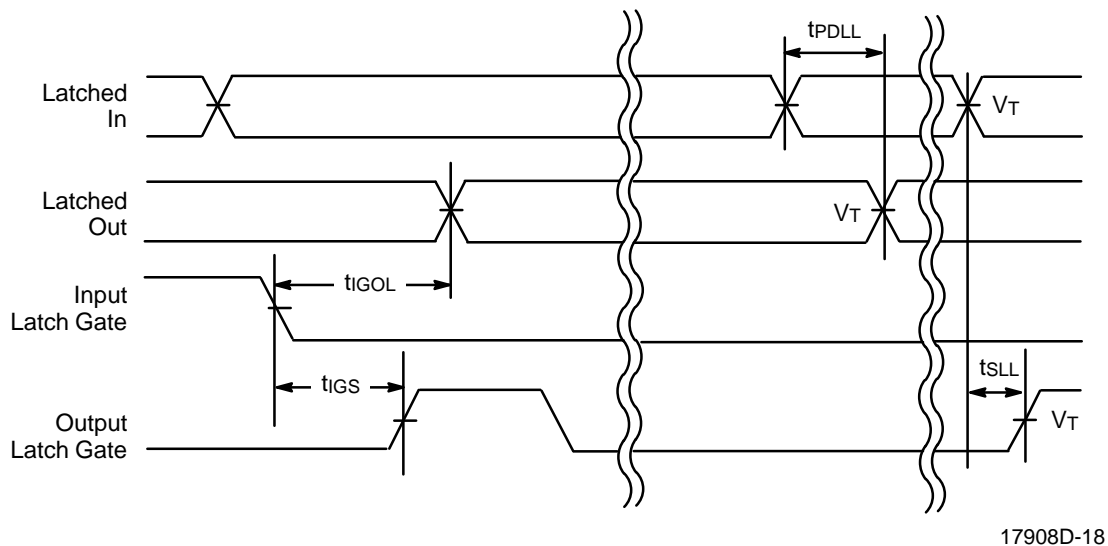 tPDLL
Latched
In
VT
Latched
Out
VT
tIGOL
Input
Latch Gate
tSLL
tIGS
Output
Latch Gate
VT
17908D-18